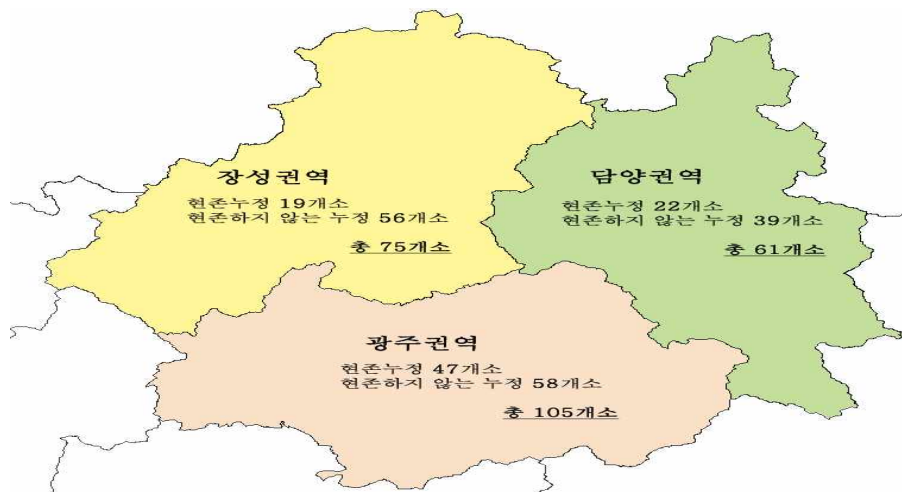 장성권역
현존누정 19개소
현존하지 않는 누정 56개소
총 75개소
담양권역
현존누정 22개소
현존하지 않는 누정 39개소
총 61개소
광주권역
현존누정 47개소
현존하지 않는 누정 58개소
총 105개소